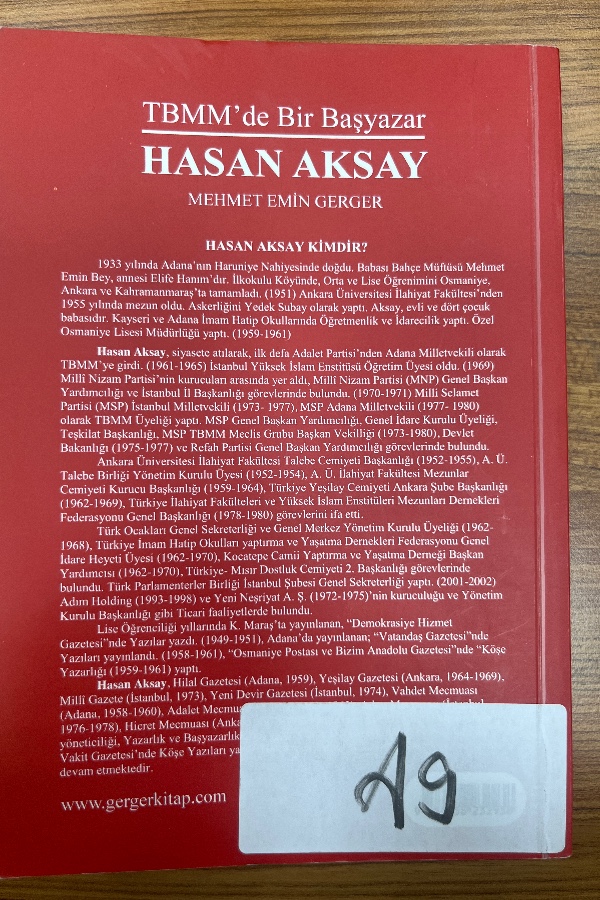 TBMM'de Bir Başyazar
HASAN AKSAY
MEHMET EMİN GERGER
HASAN AKSAY KİMDİR?
1933 yılında Adana'nın Haruniye Nahiyesinde doğdu. Babası Bahçe Müftüsü Mehmet
Emin Bey, annesi Elife Hanım'dır. İlkokulu Köyünde, Orta ve Lise Öğrenimini Osmaniye,
Ankara ve Kahramanmaraş'ta tamamladı. (1951) Ankara Üniversitesi İlahiyat Fakültesi'nden
1955 yılında mezun oldu. Askerliğini Yedek Subay olarak yaptı. Aksay, evli ve dört çocuk
babasıdır. Kayseri ve Adana İmam Hatip Okullarında Öğretmenlik ve İdarecilik yaptı. Özel
Osmaniye Lisesi Müdürlüğü yaptı. (1959-1961)
Hasan Aksay, siyasete atılarak, ilk defa Adalet Partisi'nden Adana Milletvekili olarak
TBMM'ye girdi. (1961-1965) İstanbul Yüksek İslam Enstitüsü Öğretim Üyesi oldu. (1969)
Millî Nizam Partisi'nin kurucuları arasında yer aldı, Millî Nizam Partisi (MNP) Genel Başkan
Yardımcılığı ve İstanbul İl Başkanlığı görevlerinde bulundu. (1970-1971) Millî Selamet
Partisi (MSP) İstanbul Milletvekili (1973- 1977), MSP Adana Milletvekili (1977- 1980)
olarak TBMM Üyeliği yaptı. MSP Genel Başkan Yardımcılığı, Genel İdare Kurulu Üyeliği,
Teşkilat Başkanlığı, MSP TBMM Meclis Grubu Başkan Vekilliği (1973-1980), Devlet
Bakanlığı (1975-1977) ve Refah Partisi Genel Başkan Yardımcılığı görevlerinde bulundu.
Ankara Üniversitesi İlahiyat Fakültesi Talebe Cemiyeti Başkanlığı (1952-1955), A. Ü.
Talebe Birliği Yönetim Kurulu Üyesi (1952-1954), A. Ü. İlahiyat Fakültesi Mezunlar
Cemiyeti Kurucu Başkanlığı (1959-1964), Türkiye Yeşilay Cemiyeti Ankara Şube Başkanlığı
(1962-1969), Türkiye İlahiyat Fakülteleri ve Yüksek İslam Enstitüleri Mezunları Dernekleri
Federasyonu Genel Başkanlığı (1978-1980) görevlerini ifa etti.
Türk Ocakları Genel Sekreterliği ve Genel Merkez Yönetim Kurulu Üyeliği (1962-
1968), Türkiye İmam Hatip Okulları yaptırma ve Yaşatma Dernekleri Federasyonu Genel
İdare Heyeti Üyesi (1962-1970), Kocatepe Camii Yaptırma ve Yaşatma Derneği Başkan
Yardımcısı (1962-1970), Türkiye- Mısır Dostluk Cemiyeti 2. Başkanlığı görevlerinde
bulundu. Türk Parlamenterler Birliği İstanbul Şubesi Genel Sekreterliği yaptı. (2001-2002)
Adım Holding (1993-1998) ve Yeni Neşriyat A. Ş. (1972-1975)'nin kuruculuğu ve Yönetim
Kurulu Başkanlığı gibi Ticari faaliyetlerde bulundu.
Lise Öğrenciliği yıllarında K. Maraş'ta yayınlanan, "Demokrasiye Hizmet
Gazetesi"nde Yazılar yazdı. (1949-1951), Adana'da yayınlanan; "Vatandaş Gazetesi"nde
Yazıları yayınlandı. (1958-1961), "Osmaniye Postası ve Bizim Anadolu Gazetesi"nde "Köşe
Yazarlığı (1959-1961) yaptı.
Hasan Aksay, Hilal Gazetesi (Adana, 1959), Yeşilay Gazetesi (Ankara, 1964-1969),
Millî Gazete (İstanbul, 1973), Yeni Devir Gazetesi (İstanbul, 1974), Vahdet Mecmuası
(Adana, 1958-1960), Adalet
1976-1978), Hicret Mecmuası
yöneticiliği, Yazarlık ve
Vakit Gazetesi'nde Köşe Yazıları
devam etmektedir.
www.gergerkitap.com
A9